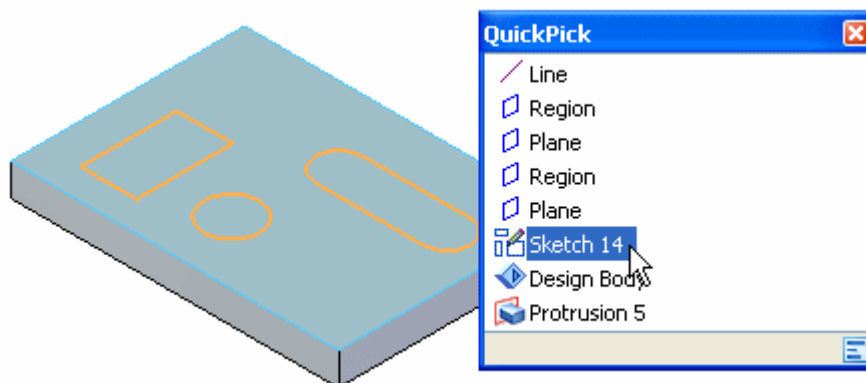 QuickPick
Line
Region
Plane
Region
Plane
Sketch 14
Design Body
Protrusion 5